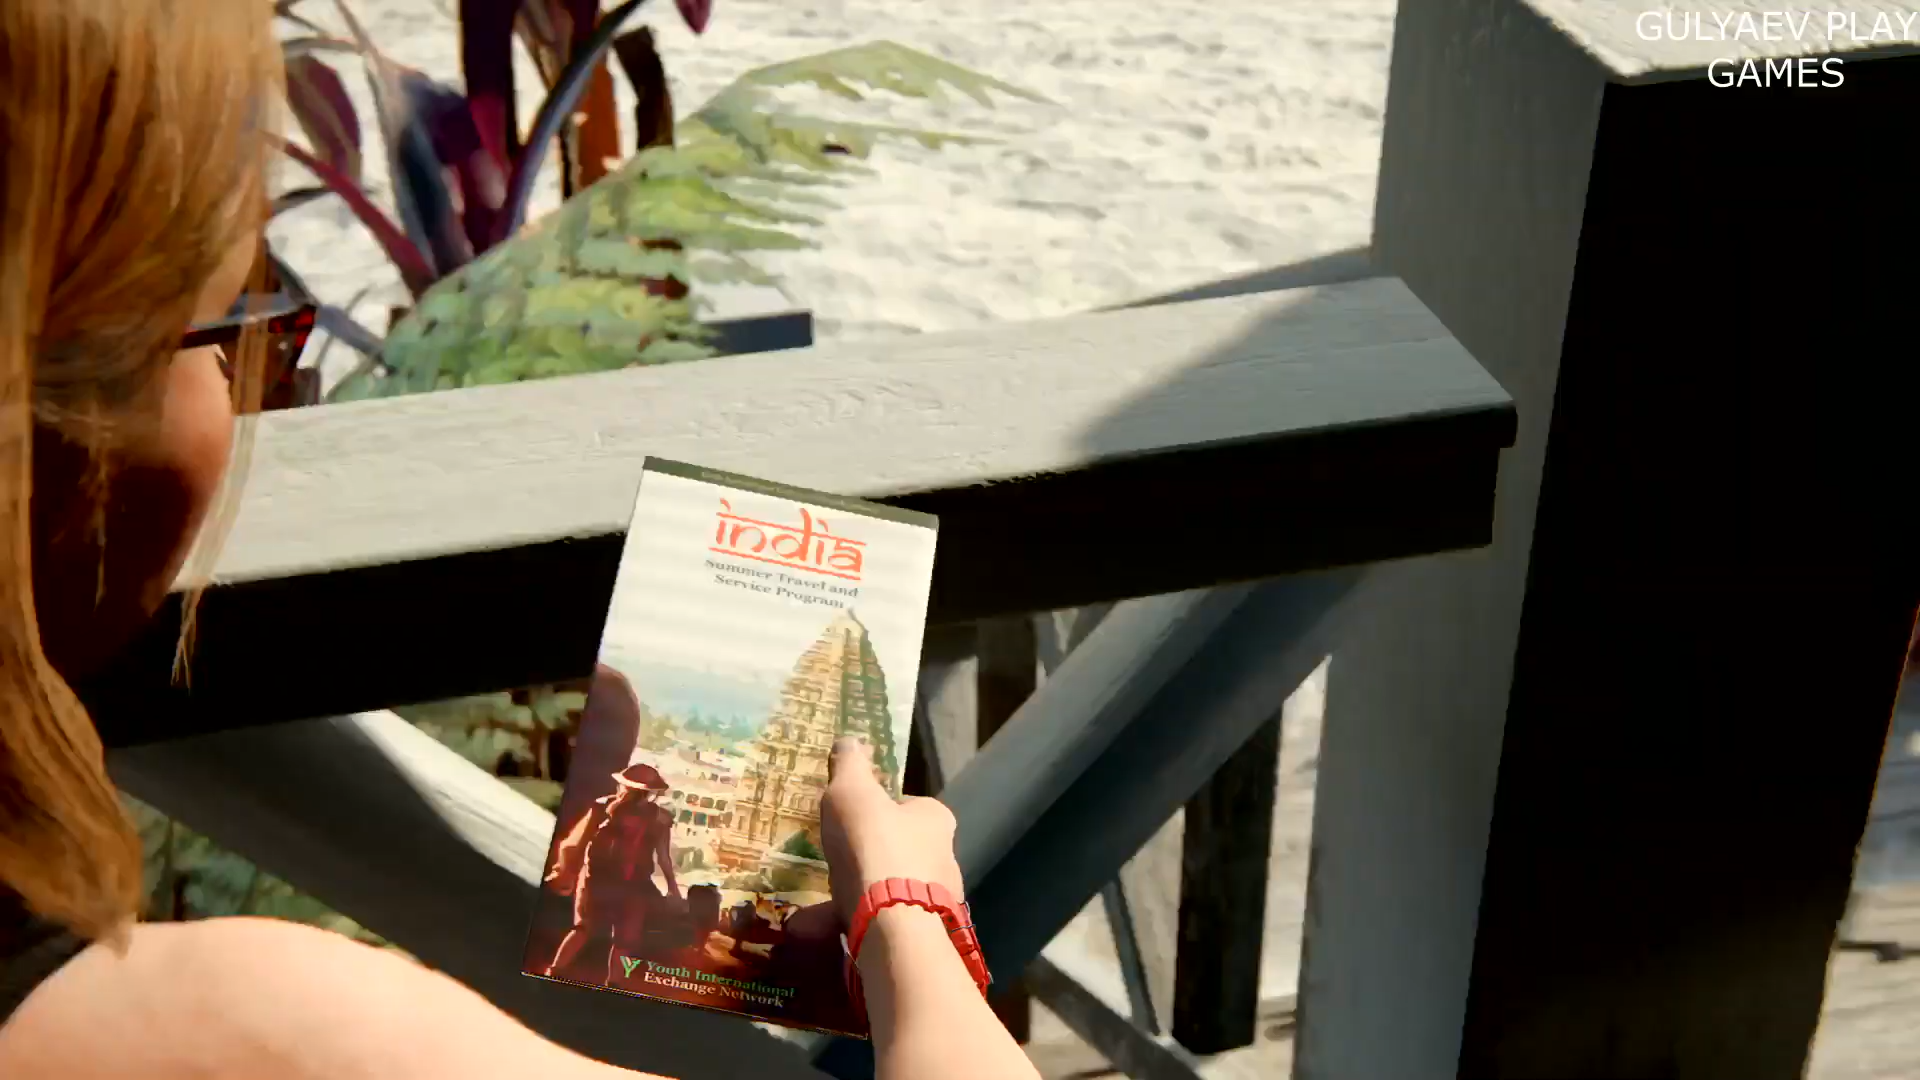 GULYAEV PLAY
GAMES
india
Summer Travel and
Service Program
Youth International
Exchange Network